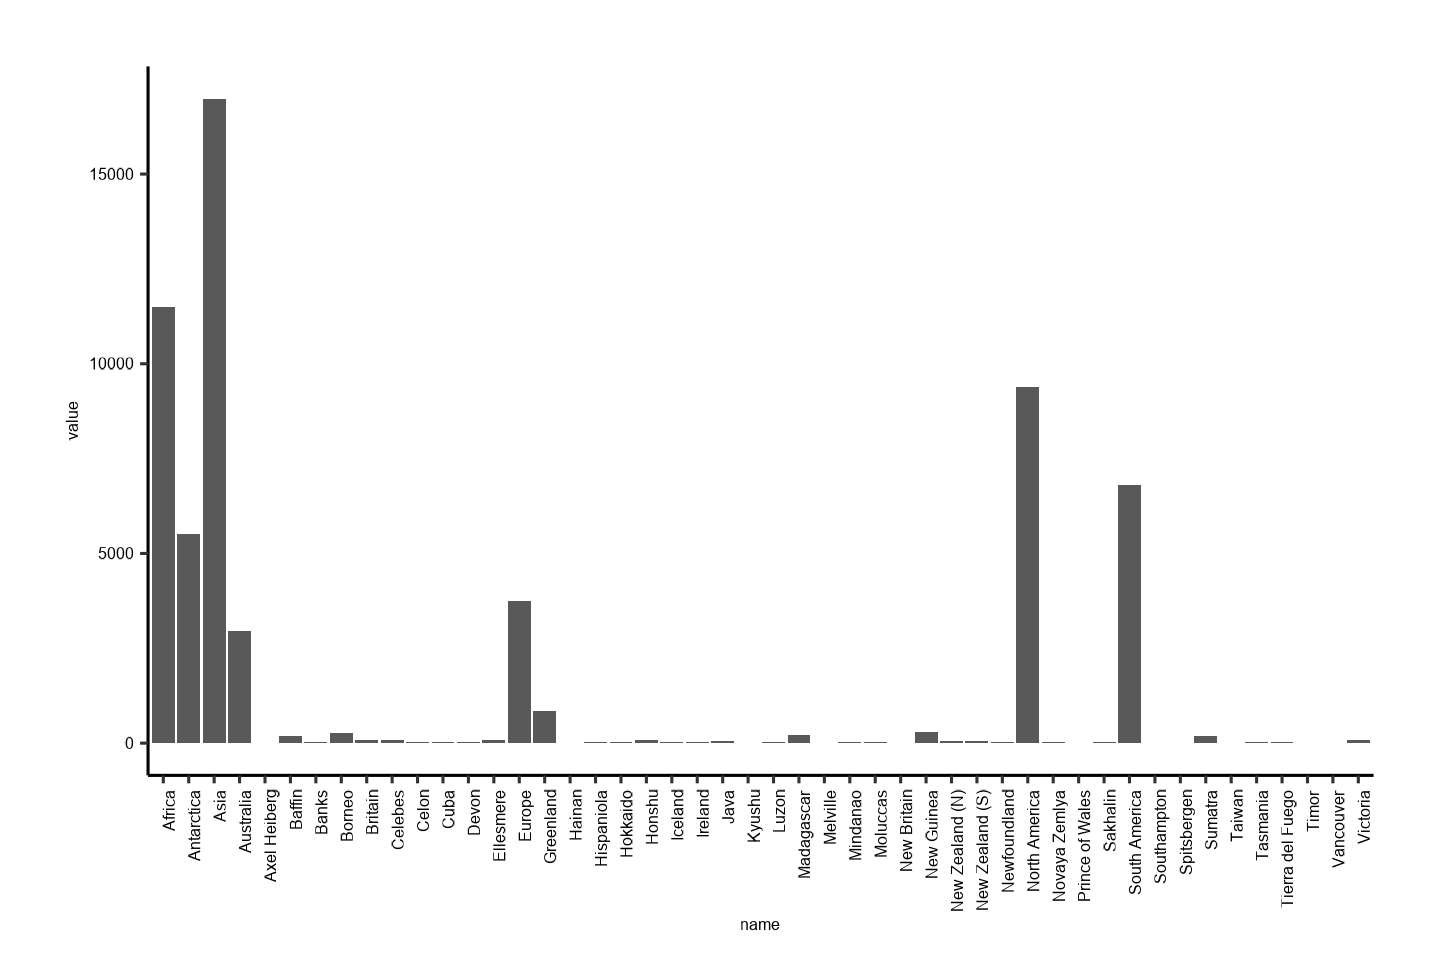 15000
10000
5000
0
value
Africa
Antarctica
Asia
Australia
Axel Heiberg
Baffin
Banks
Borneo
Britain
Celebes
Celon
Cuba
Devon
Ellesmere
Europe
Greenland
Hainan
Hispaniola
Hokkaido
Honshu
Iceland
Ireland
Java
Kyushu
Luzon
Madagascar
Melville
Mindanao
Moluccas
New Britain
New Guinea
New Zealand (N)
New Zealand (S)
Newfoundland
North America
Novaya Zemlya
Prince of Wales
Sakhalin
South America
Southampton
Spitsbergen
Sumatra
Taiwan
Tasmania
Tierra del Fuego
Timor
Vancouver
Victoria
name